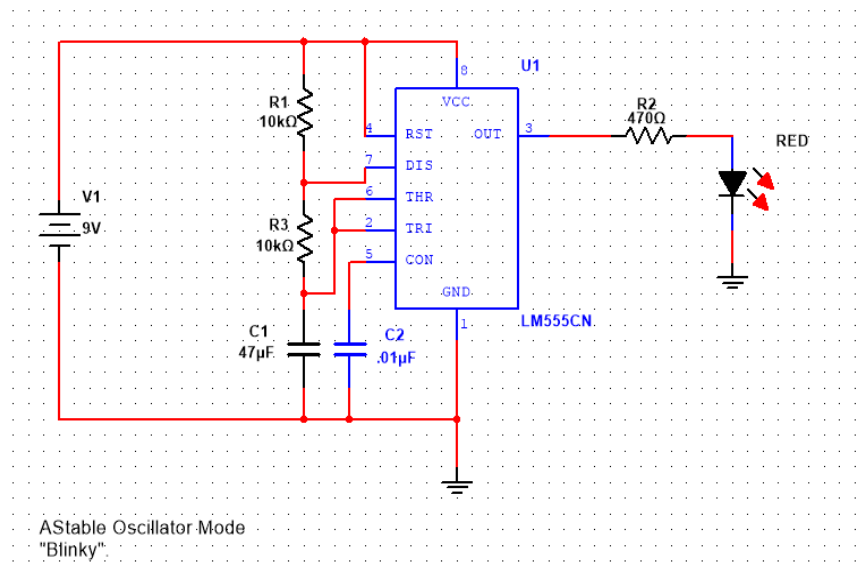 U1
8
VCC
R1
10kΩ
4
RST
OUT
3
R2
470Ω
RED
7
DIS
6
THR
V1
9V
R3
10kΩ
2
TRI
5
CON
GND
1
LM555CN
C1
47µF
C2
.01µF
AStable Oscillator Mode
"Blinky"